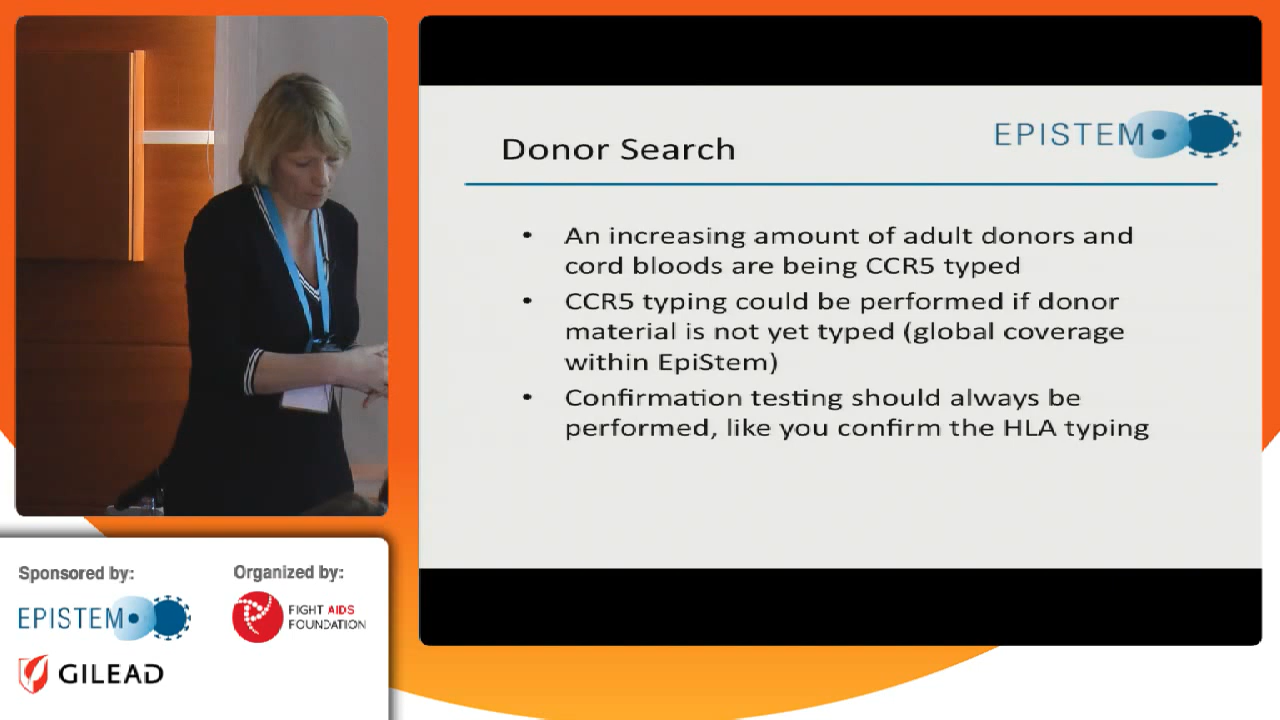 EPISTEM
Donor Search
• An increasing amount of adult donors and
cord bloods are being CCR5 typed
• CCR5 typing could be performed if donor
material is not yet typed (global coverage
within EpiStem)
• Confirmation testing should always be
performed, like you confirm the HLA typing
Sponsored by:
EPISTEM
GILEAD
Organized by:
FIGHT AIDS
FOUNDATION